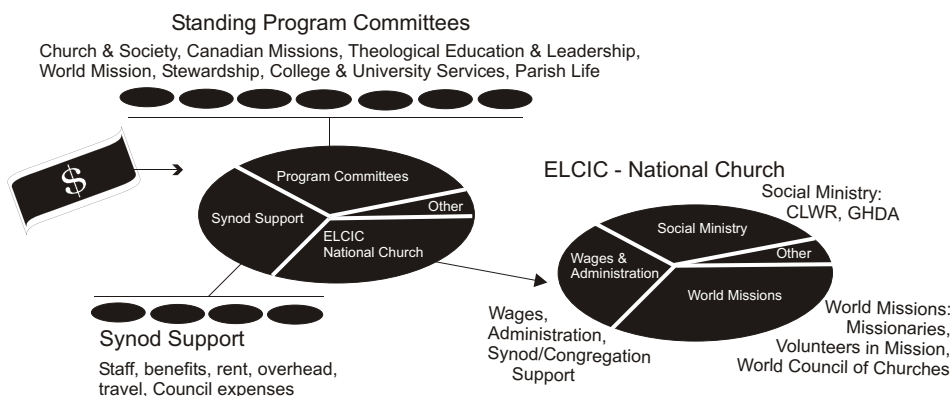 Standing Program Committees
Church & Society, Canadian Missions, Theological Education & Leadership,
World Mission, Stewardship, College & University Services, Parish Life
$
Program Committees
Other
Synod Support
ELCIC
National Church
Synod Support
Staff, benefits, rent, overhead,
travel, Council expenses
ELCIC - National Church
Social Ministry:
CLWR, GHDA
Social Ministry
Other
Wages &
Administration
World Missions
Wages,
Administration,
Synod/Congregation
Support
World Missions:
Missionaries,
Volunteers in Mission,
World Council of Churches